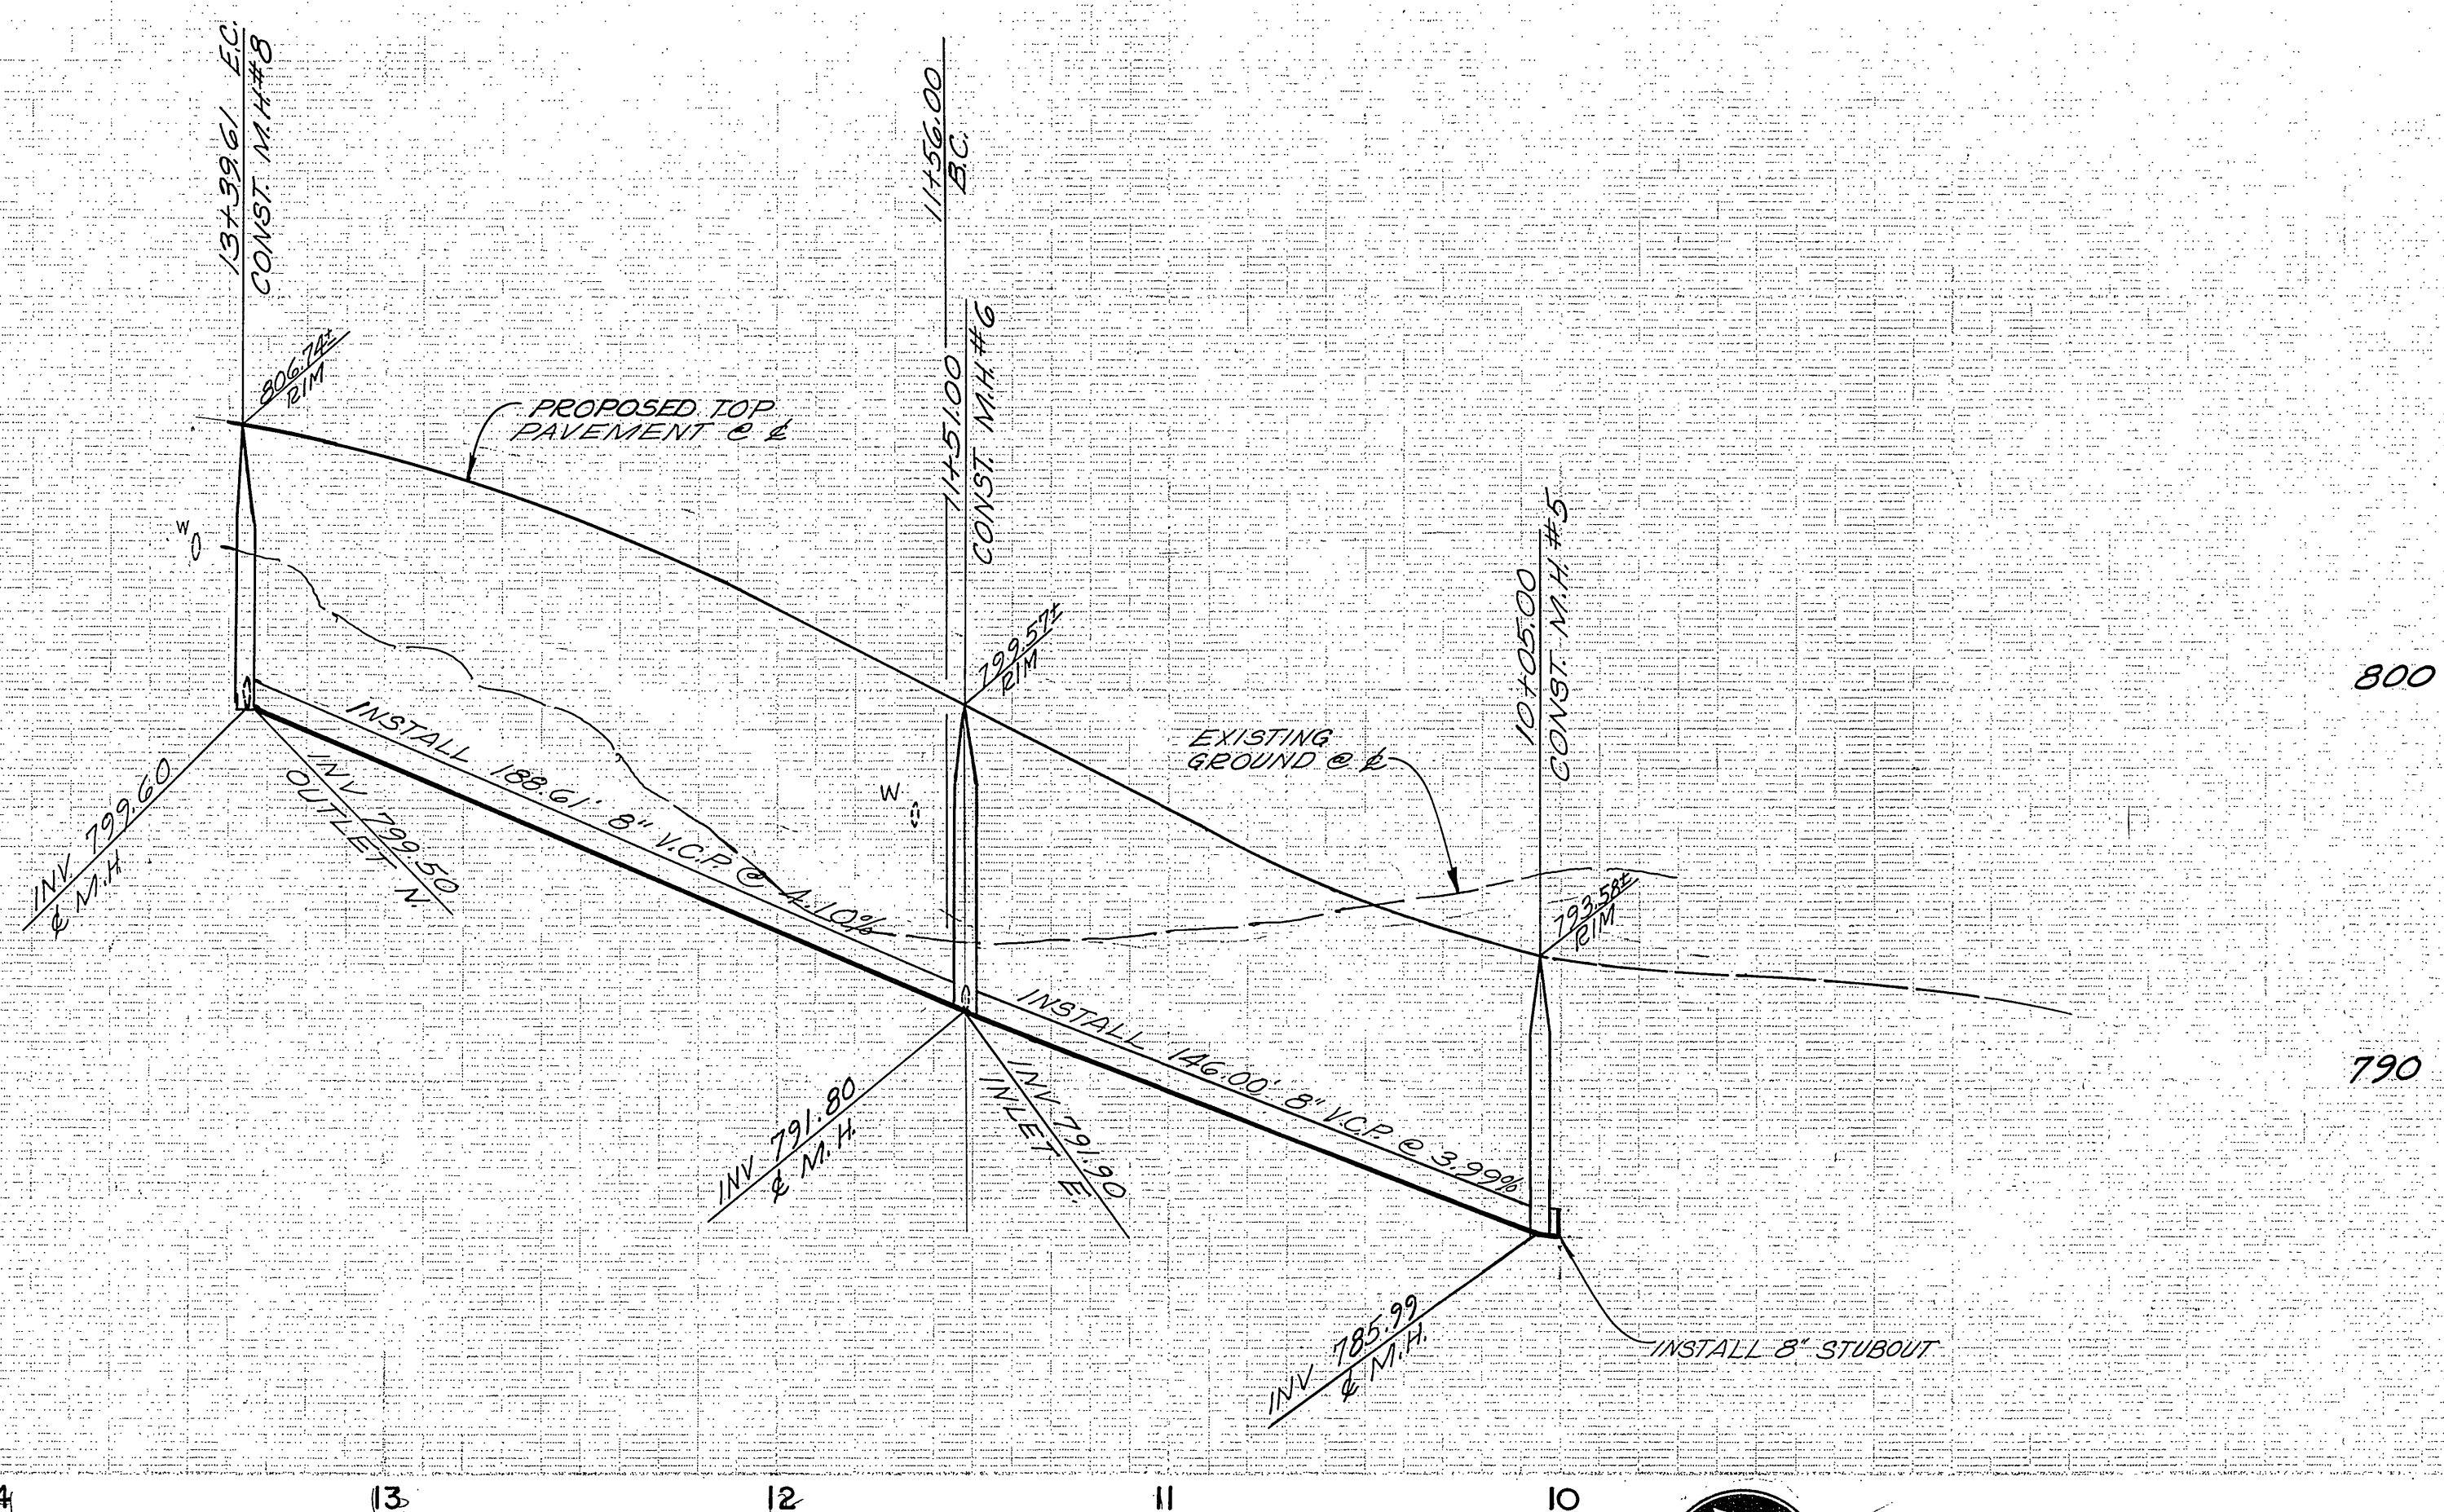 13+39.61 E.C.
CONST. M.H.#8
11+56.00
B.C.
806.74±
RIM
PROPOSED TOP
PAVEMENT @ ℄
11+51.00
CONST. M.H.#6
10+05.00
CONST. M.H.#5
W
799.57±
RIM
800
INSTALL 188.61' 8" V.C.P. @ 4.10%
EXISTING
GROUND @ ℄
W
INV. 799.60
℄ M.H.
INV 799.50
OUTLET N.
793.58±
RIM
INSTALL 146.00' 8" V.C.P. @ 3.99%
790
INV 791.80
℄ M.H.
INV 791.90
INLET E.
INV 785.99
℄ M.H.
INSTALL 8" STUBOUT
4
13
12
11
10